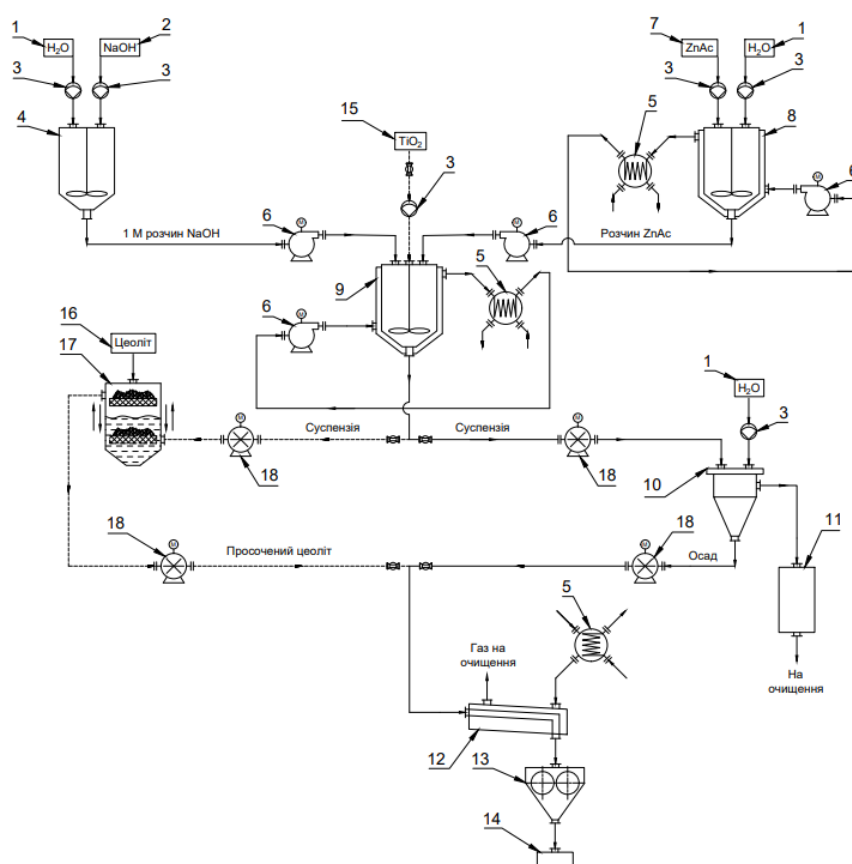 1 2 7 1
H₂O NaOH ZnAc H₂O
3 3 3 3
4 15 5 8
TiO₂
3
M 6
6 M M 6
1 М розчин NaOH Розчин ZnAc
9 5
6 M
16
Цеоліт
17
1
H₂O
3
M Суспензія Суспензія M
18 18 10
18 M Просочений цеоліт M 18
Осад 11
5
Газ на
очищення
На
очищення
12 13
14